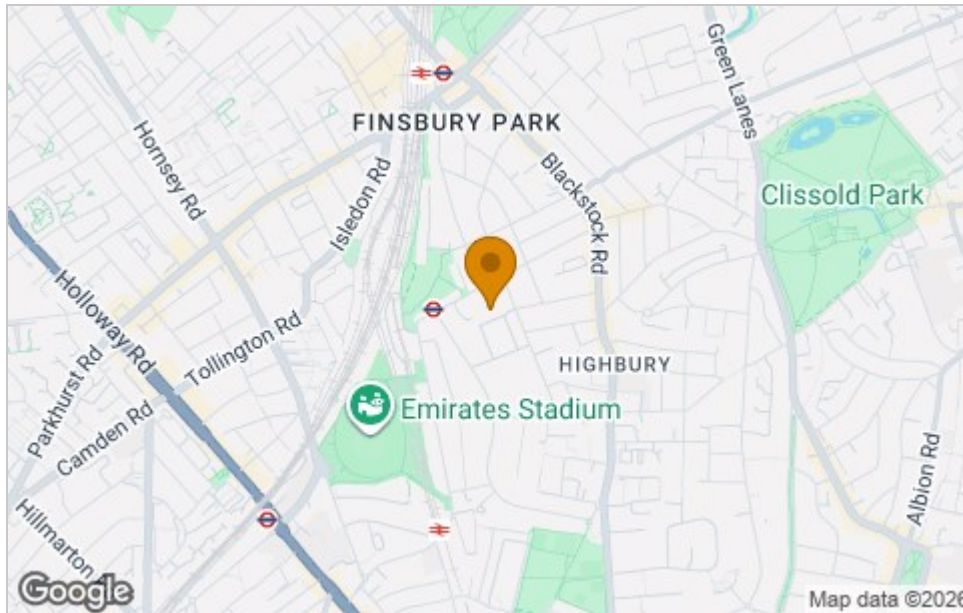 Green Lanes
FINSBURY PARK
Hornsey Rd
Blackstock Rd
Isledon Rd
Clissold Park
Holloway Rd
Tollington Rd
Parkhurst Rd
HIGHBURY
Camden Rd
Emirates Stadium
Albion Rd
Hillmarton
Google
Map data ©2026